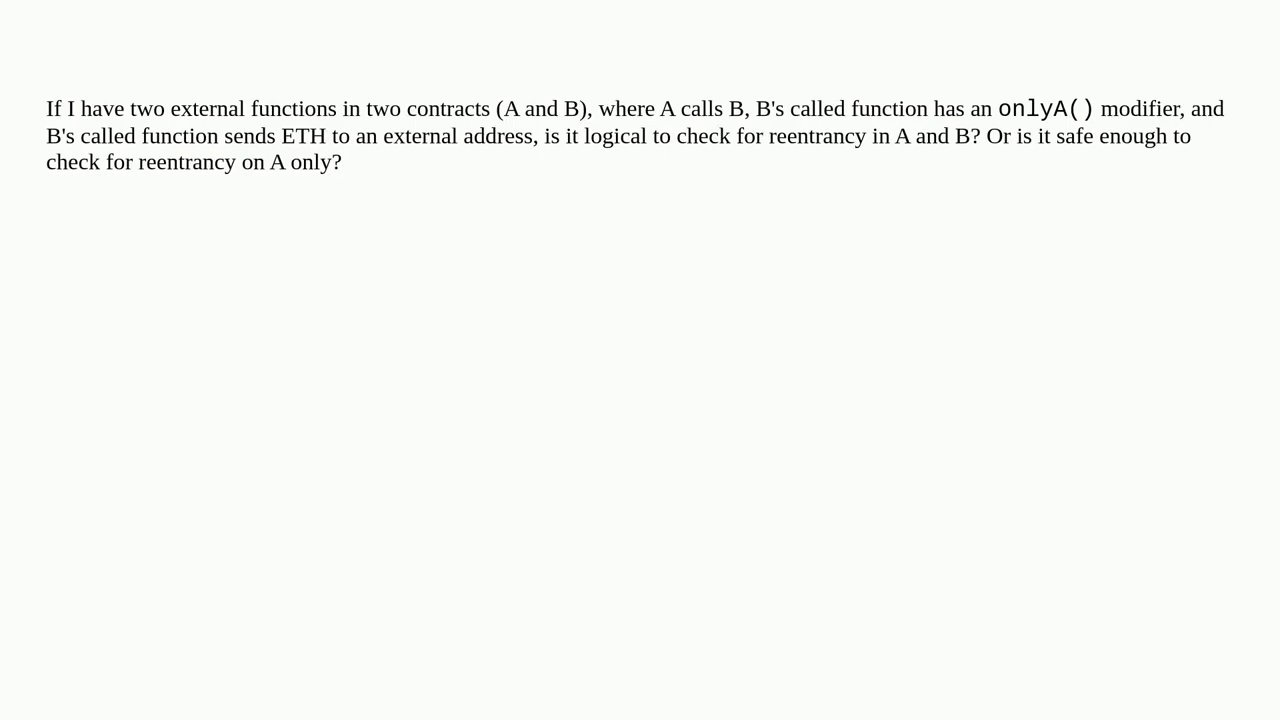 If I have two external functions in two contracts (A and B), where A calls B, B's called function has an onlyA() modifier, and
B's called function sends ETH to an external address, is it logical to check for reentrancy in A and B? Or is it safe enough to
check for reentrancy on A only?